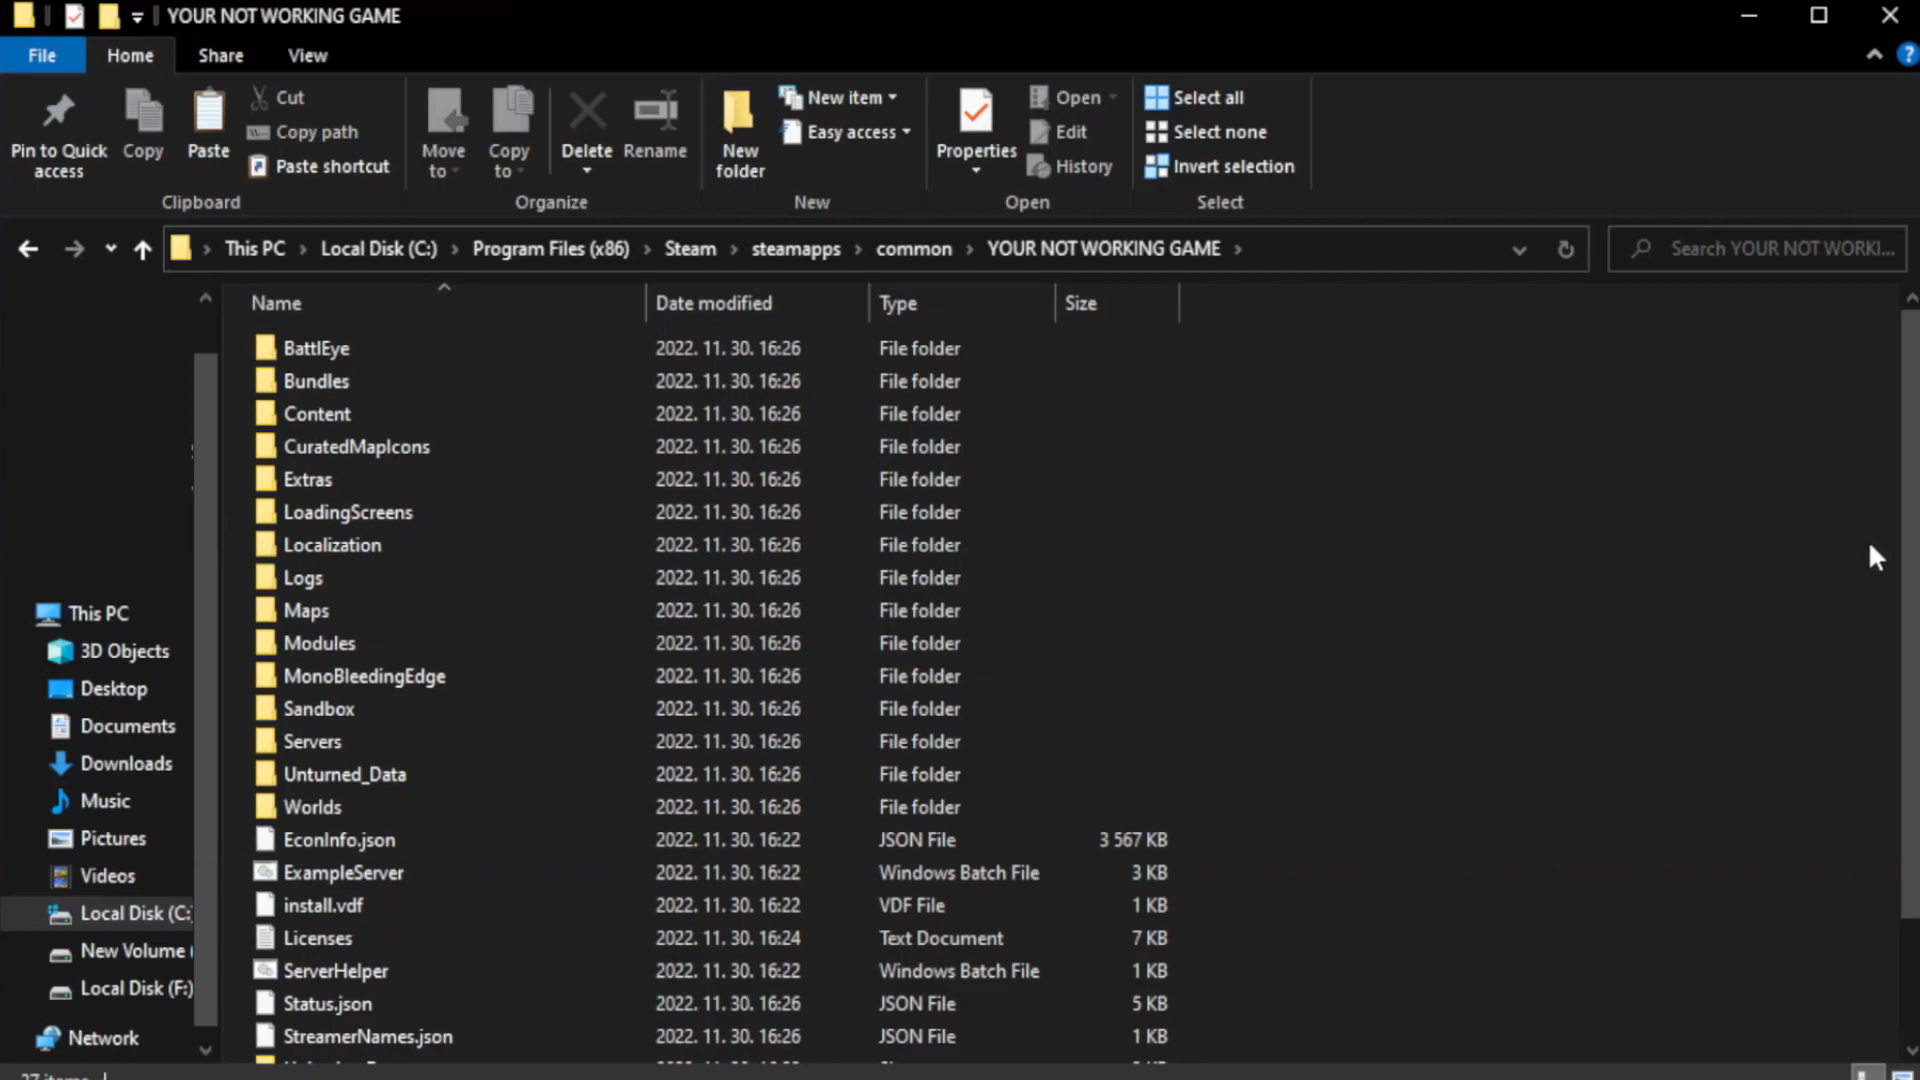 YOUR NOT WORKING GAME
File Home Share View
Pin to Quick access
Copy
Paste
Cut
Copy path
Paste shortcut
Clipboard
Move to
Copy to
Delete
Rename
Organize
New folder
New item
Easy access
New
Properties
Open
Edit
History
Open
Select all
Select none
Invert selection
Select
This PC Local Disk (C:) Program Files (x86) Steam steamapps common YOUR NOT WORKING GAME
Search YOUR NOT WORKI...
Name Date modified Type Size
BattlEye 2022. 11. 30. 16:26 File folder
Bundles 2022. 11. 30. 16:26 File folder
Content 2022. 11. 30. 16:26 File folder
CuratedMapIcons 2022. 11. 30. 16:26 File folder
Extras 2022. 11. 30. 16:26 File folder
LoadingScreens 2022. 11. 30. 16:26 File folder
Localization 2022. 11. 30. 16:26 File folder
Logs 2022. 11. 30. 16:26 File folder
Maps 2022. 11. 30. 16:26 File folder
Modules 2022. 11. 30. 16:26 File folder
MonoBleedingEdge 2022. 11. 30. 16:26 File folder
Sandbox 2022. 11. 30. 16:26 File folder
Servers 2022. 11. 30. 16:26 File folder
Unturned_Data 2022. 11. 30. 16:26 File folder
Worlds 2022. 11. 30. 16:26 File folder
EconInfo.json 2022. 11. 30. 16:22 JSON File 3 567 KB
ExampleServer 2022. 11. 30. 16:22 Windows Batch File 3 KB
install.vdf 2022. 11. 30. 16:22 VDF File 1 KB
Licenses 2022. 11. 30. 16:24 Text Document 7 KB
ServerHelper 2022. 11. 30. 16:22 Windows Batch File 1 KB
Status.json 2022. 11. 30. 16:26 JSON File 5 KB
StreamerNames.json 2022. 11. 30. 16:26 JSON File 1 KB
This PC
3D Objects
Desktop
Documents
Downloads
Music
Pictures
Videos
Local Disk (C:)
New Volume (
Local Disk (F:)
Network